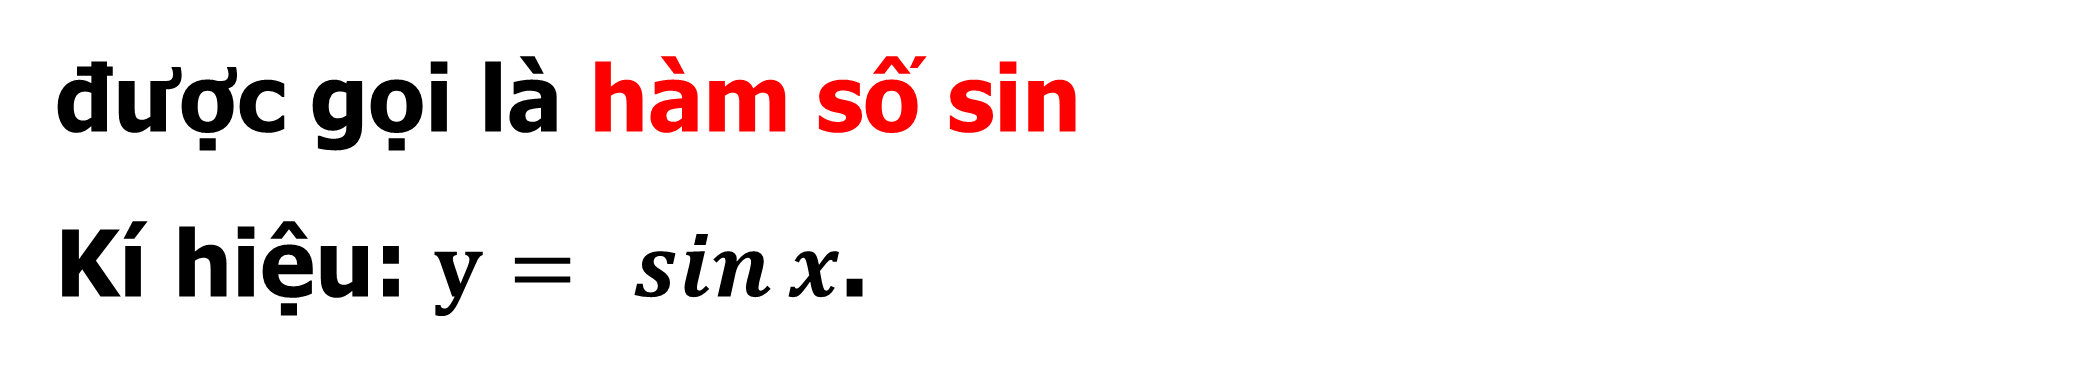 được gọi là hàm số sin
Kí hiệu: y = sin x.